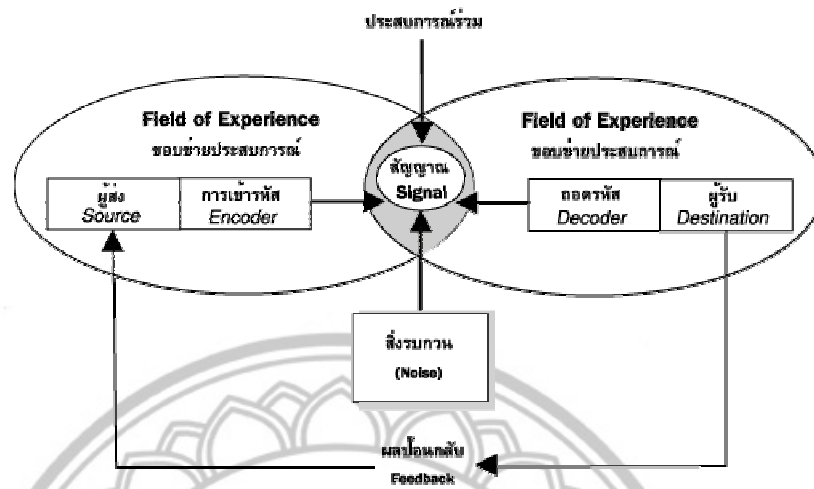 ประสบการณ์ร่วม
Field of Experience
ขอบข่ายประสบการณ์
ผู้ส่ง
Source
การเข้ารหัส
Encoder
สัญญาณ
Signal
Field of Experience
ขอบข่ายประสบการณ์
ถอดรหัส
Decoder
ผู้รับ
Destination
สิ่งรบกวน
(Noise)
ผลป้อนกลับ
Feedback